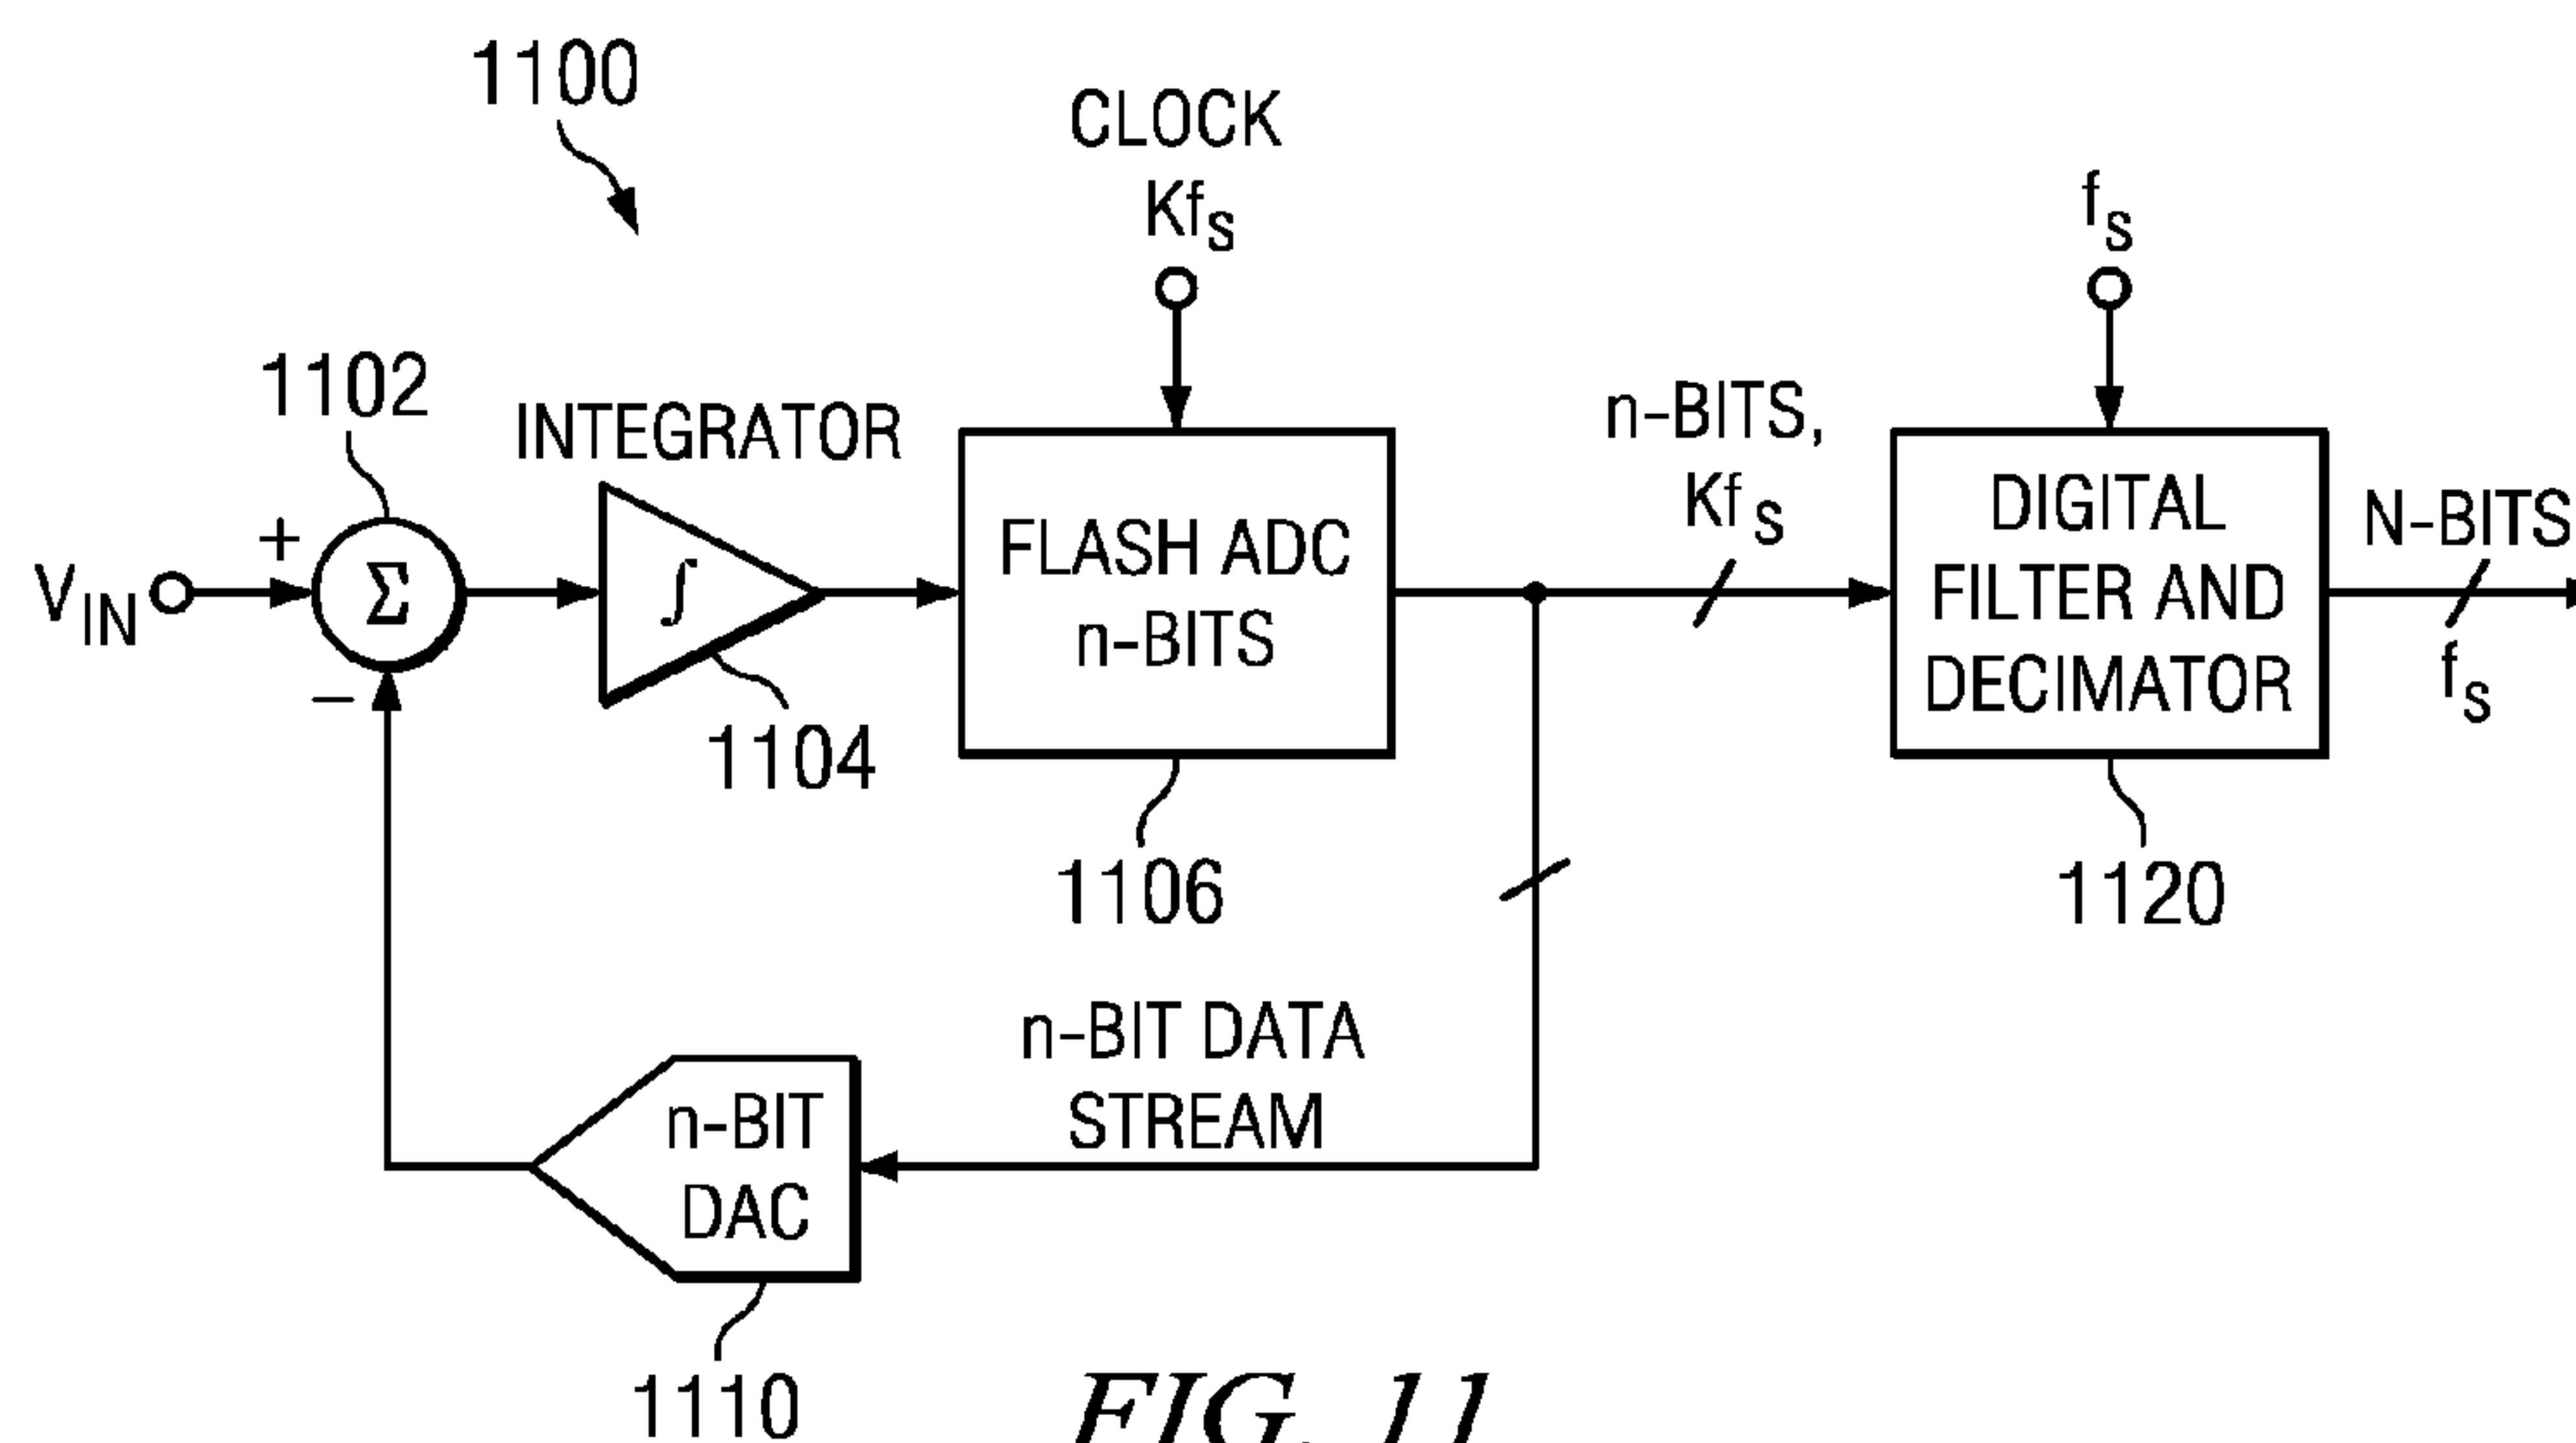 1100
CLOCK
Kfs
fs
1102
INTEGRATOR
n-BITS,
Kfs
+
VIN
Σ
∫
FLASH ADC
n-BITS
DIGITAL
FILTER AND
DECIMATOR
N-BITS
fs
−
1104
1106
1120
n-BIT DATA
STREAM
n-BIT
DAC
1110
FIG. 11